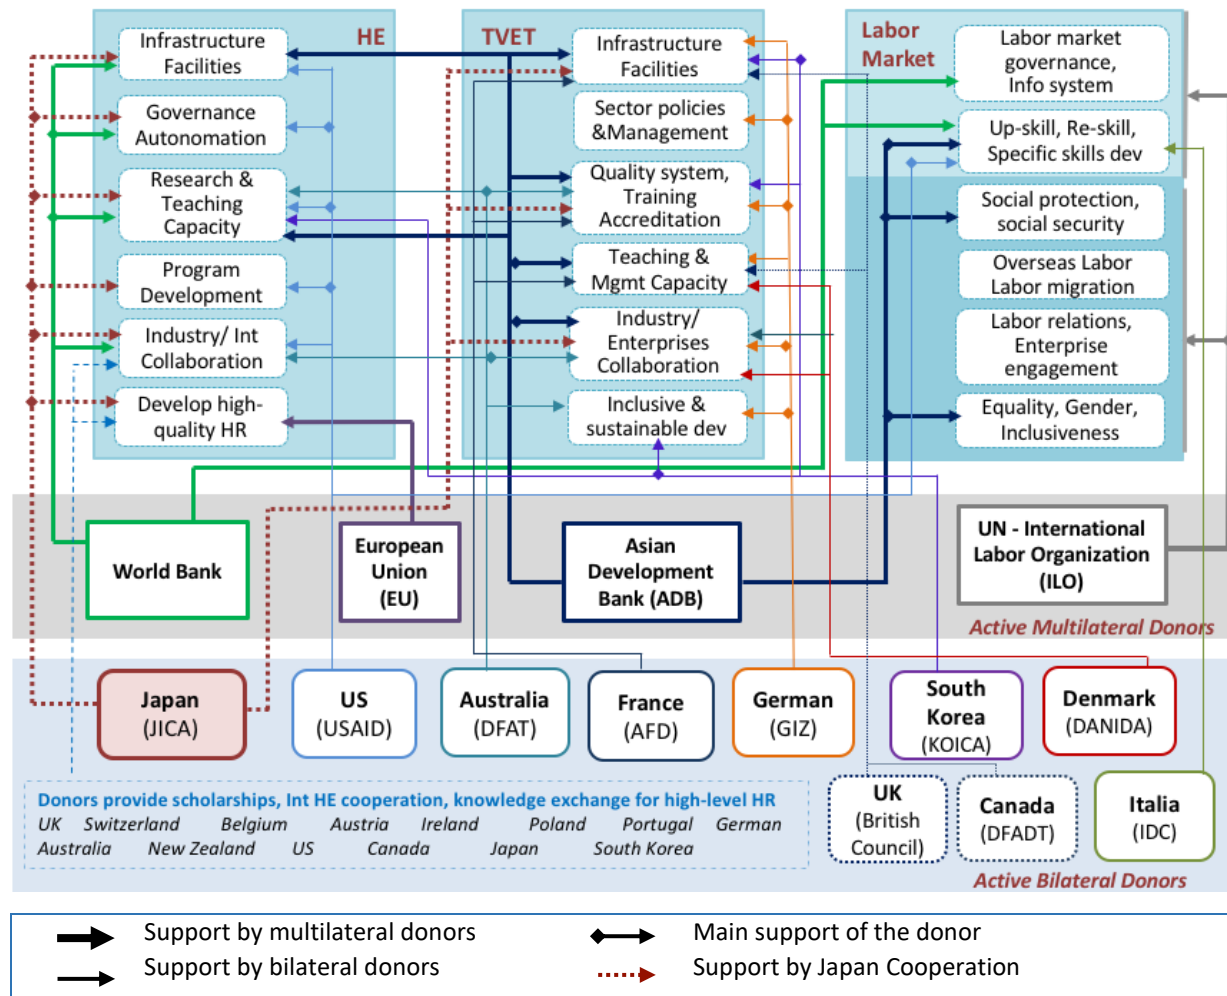 HE
Infrastructure
Facilities
Governance
Autonomation
Research &
Teaching
Capacity
Program
Development
Industry/ Int
Collaboration
Develop high-
quality HR
TVET
Infrastructure
Facilities
Sector policies
&Management
Quality system,
Training
Accreditation
Teaching &
Mgmt Capacity
Industry/
Enterprises
Collaboration
Inclusive &
sustainable dev
Labor
Market
Labor market
governance,
Info system
Up-skill, Re-skill,
Specific skills dev
Social protection,
social security
Overseas Labor
Labor migration
Labor relations,
Enterprise
engagement
Equality, Gender,
Inclusiveness
World Bank
European
Union
(EU)
Asian
Development
Bank (ADB)
UN - International
Labor Organization
(ILO)
Active Multilateral Donors
Japan
(JICA)
US
(USAID)
Australia
(DFAT)
France
(AFD)
German
(GIZ)
South
Korea
(KOICA)
Denmark
(DANIDA)
UK
(British
Council)
Canada
(DFADT)
Italia
(IDC)
Donors provide scholarships, Int HE cooperation, knowledge exchange for high-level HR
UK Switzerland Belgium Austria Ireland Poland Portugal German
Australia New Zealand US Canada Japan South Korea
Active Bilateral Donors
Support by multilateral donors
Main support of the donor
Support by bilateral donors
Support by Japan Cooperation